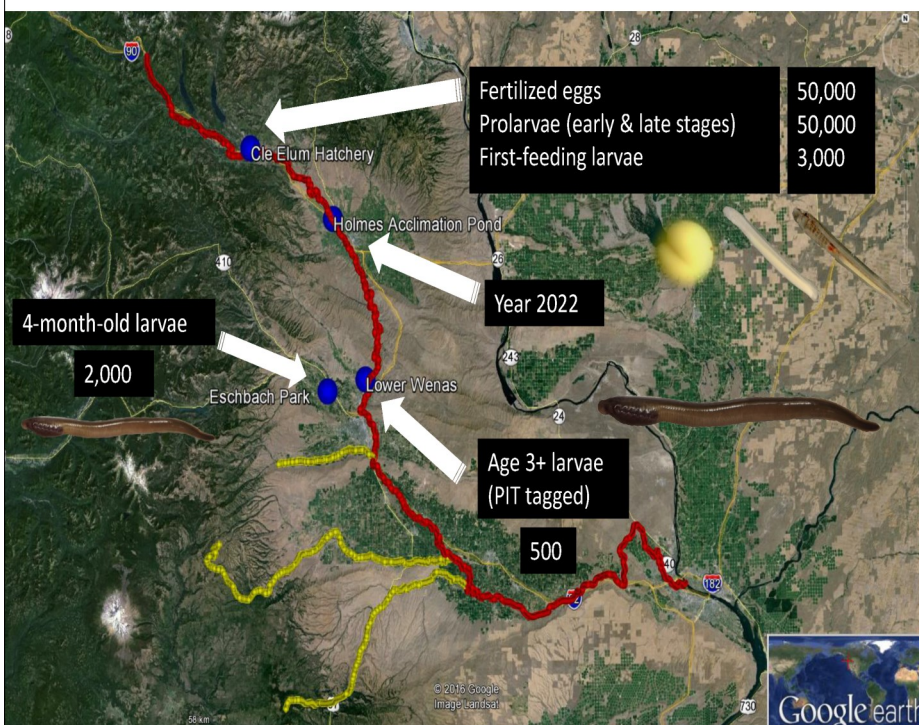 8
90
28
N
Fertilized eggs 50,000
Prolarvae (early & late stages) 50,000
First-feeding larvae 3,000
Cle Elum Hatchery
Holmes Acclimation Pond
410
26
Year 2022
4-month-old larvae
2,000
243
Lower Wenas
Eschbach Park
24
Age 3+ larvae
(PIT tagged)
500
182
© 2016 Google
Image Landsat
58 km
730
Google earth